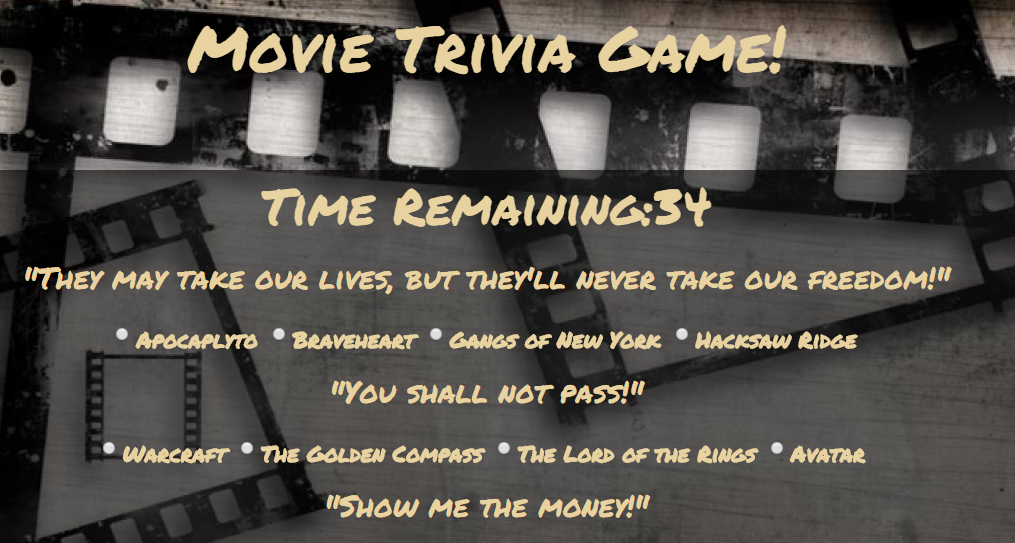 Movie Trivia Game!
Time Remaining:34
"They may take our lives, but they'll never take our freedom!"
Apocaplyto Braveheart Gangs of New York Hacksaw Ridge
"You shall not pass!"
Warcraft The Golden Compass The Lord of the Rings Avatar
"Show me the money!"